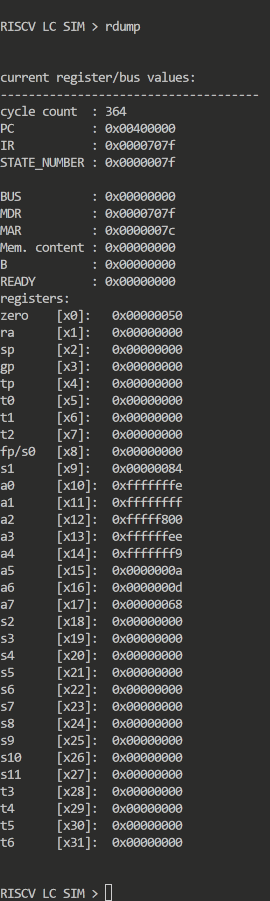 RISCV LC SIM > rdump
current register/bus values:
-------------------------------------
cycle count  : 364
PC           : 0x00400000
IR           : 0x0000707f
STATE_NUMBER : 0x0000007f
BUS          : 0x00000000
MDR          : 0x0000707f
MAR          : 0x0000007c
Mem. content : 0x00000000
B            : 0x00000000
READY        : 0x00000000
registers:
zero    [x0]:   0x00000050
ra      [x1]:   0x00000000
sp      [x2]:   0x00000000
gp      [x3]:   0x00000000
tp      [x4]:   0x00000000
t0      [x5]:   0x00000000
t1      [x6]:   0x00000000
t2      [x7]:   0x00000000
fp/s0   [x8]:   0x00000000
s1      [x9]:   0x00000084
a0      [x10]:  0xfffffffe
a1      [x11]:  0xffffffff
a2      [x12]:  0xfffff800
a3      [x13]:  0xffffffee
a4      [x14]:  0xfffffff9
a5      [x15]:  0x0000000a
a6      [x16]:  0x0000000d
a7      [x17]:  0x00000068
s2      [x18]:  0x00000000
s3      [x19]:  0x00000000
s4      [x20]:  0x00000000
s5      [x21]:  0x00000000
s6      [x22]:  0x00000000
s7      [x23]:  0x00000000
s8      [x24]:  0x00000000
s9      [x25]:  0x00000000
s10     [x26]:  0x00000000
s11     [x27]:  0x00000000
t3      [x28]:  0x00000000
t4      [x29]:  0x00000000
t5      [x30]:  0x00000000
t6      [x31]:  0x00000000
RISCV LC SIM >